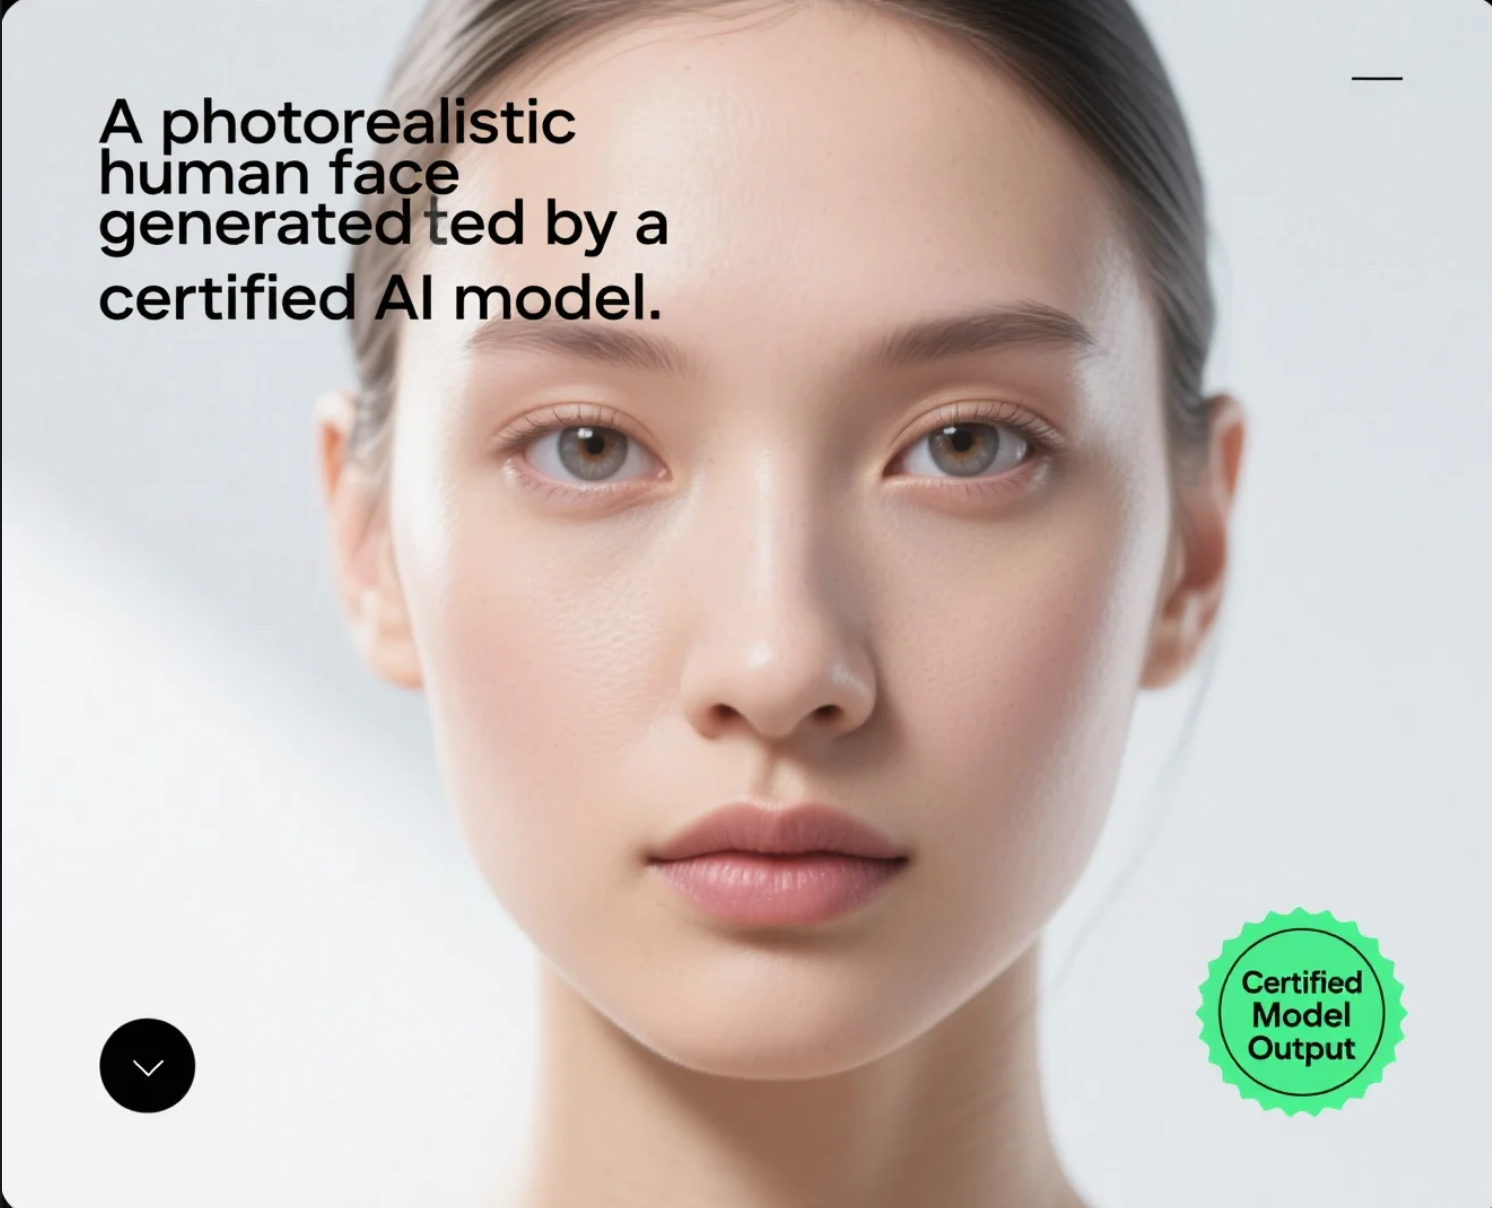 A photorealistic
human face
generated ted by a
certified AI model.
Certified
Model
Output